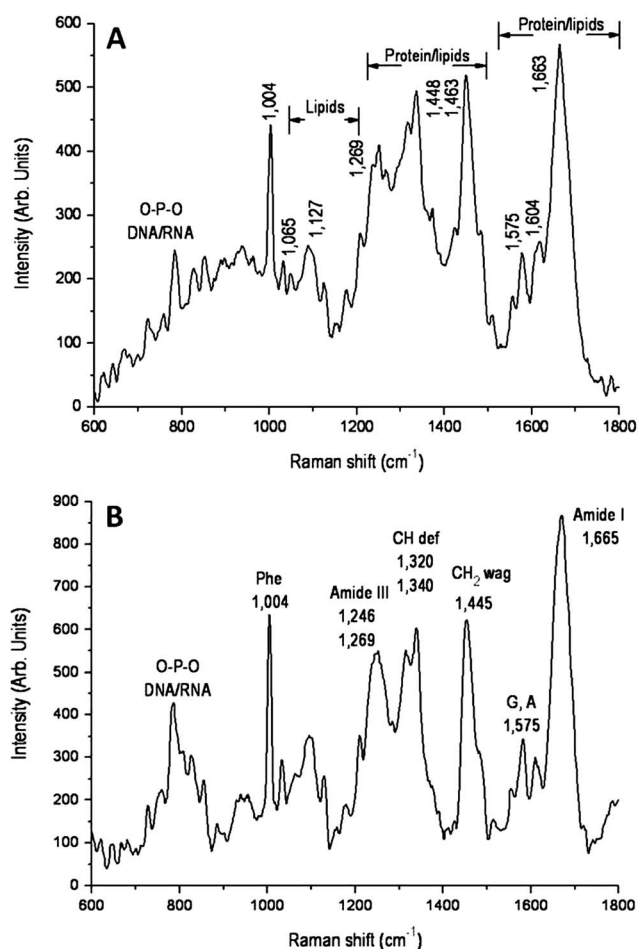 A
Protein/lipids
Protein/lipids
Lipids
1,004
1,065
1,127
1,269
1,448
1,463
1,575
1,604
1,663
O-P-O
DNA/RNA
Intensity (Arb. Units)
600
500
400
300
200
100
0
600 800 1000 1200 1400 1600 1800
Raman shift (cm⁻¹)
B
Amide I
1,665
CH def
1,320
1,340
CH₂ wag
1,445
Phe
1,004
Amide III
1,246
1,269
O-P-O
DNA/RNA
G, A
1,575
Intensity (Arb. Units)
900
800
700
600
500
400
300
200
100
0
600 800 1000 1200 1400 1600 1800
Raman shift (cm⁻¹)